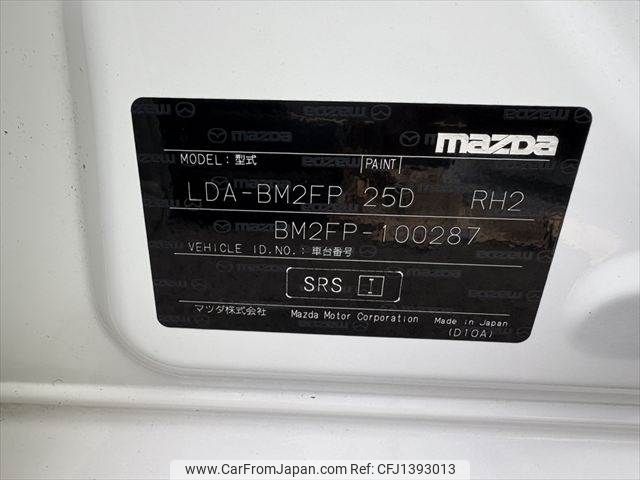 mazda
MODEL: 型式 PAINT
LDA-BM2FP 25D RH2
BM2FP-100287
VEHICLE ID.NO.: 車台番号
SRS I
マツダ株式会社 Mazda Motor Corporation Made in Japan
(D10A)
www.CarFromJapan.com - CFJ1393013